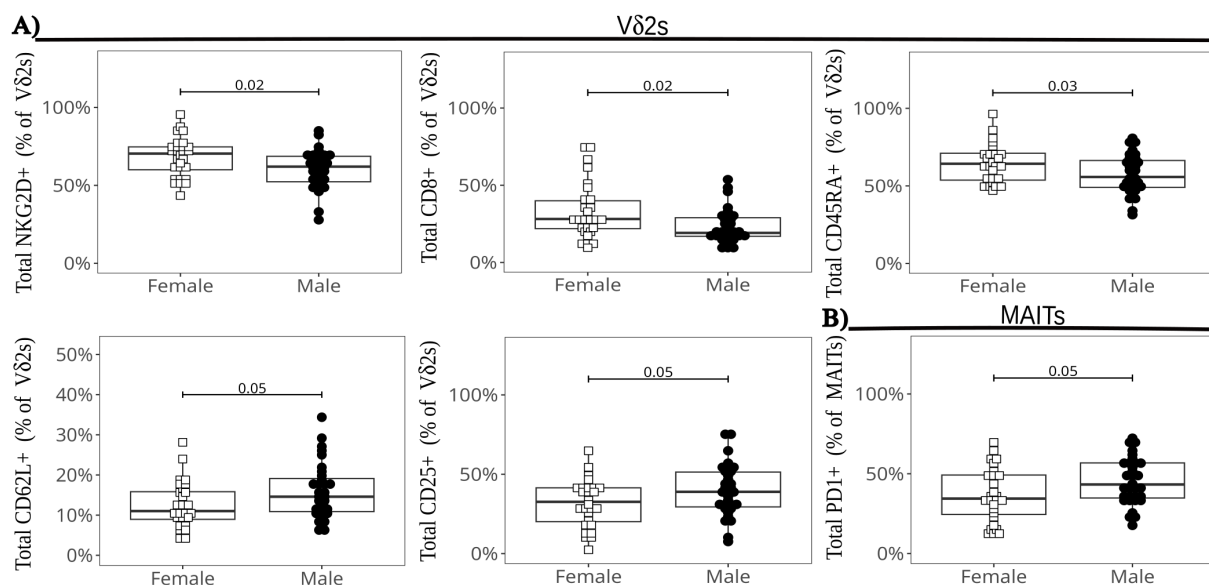 A)
Vδ2s
Total NKG2D+ (% of Vδ2s)
100%
50%
0%
0.02
Female
Male
Total CD8+ (% of Vδ2s)
100%
50%
0%
0.02
Female
Male
Total CD45RA+ (% of Vδ2s)
100%
50%
0%
0.03
Female
Male
Total CD62L+ (% of Vδ2s)
50%
40%
30%
20%
10%
0%
0.05
Female
Male
Total CD25+ (% of Vδ2s)
100%
50%
0%
0.05
Female
Male
B)
MAITs
Total PD1+ (% of MAITs)
100%
50%
0%
0.05
Female
Male